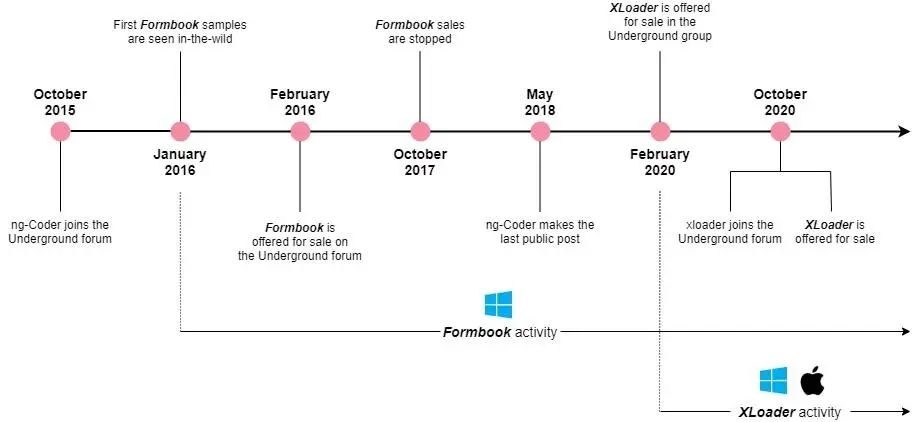 First Formbook samples
are seen in-the-wild
Formbook sales
are stopped
XLoader is offered
for sale in the
Underground group
October
2015
February
2016
May
2018
October
2020
January
2016
October
2017
February
2020
ng-Coder joins the
Underground forum
Formbook is
offered for sale on
the Underground forum
ng-Coder makes the
last public post
xloader joins the
Underground forum
XLoader is
offered for sale
Formbook activity
XLoader activity